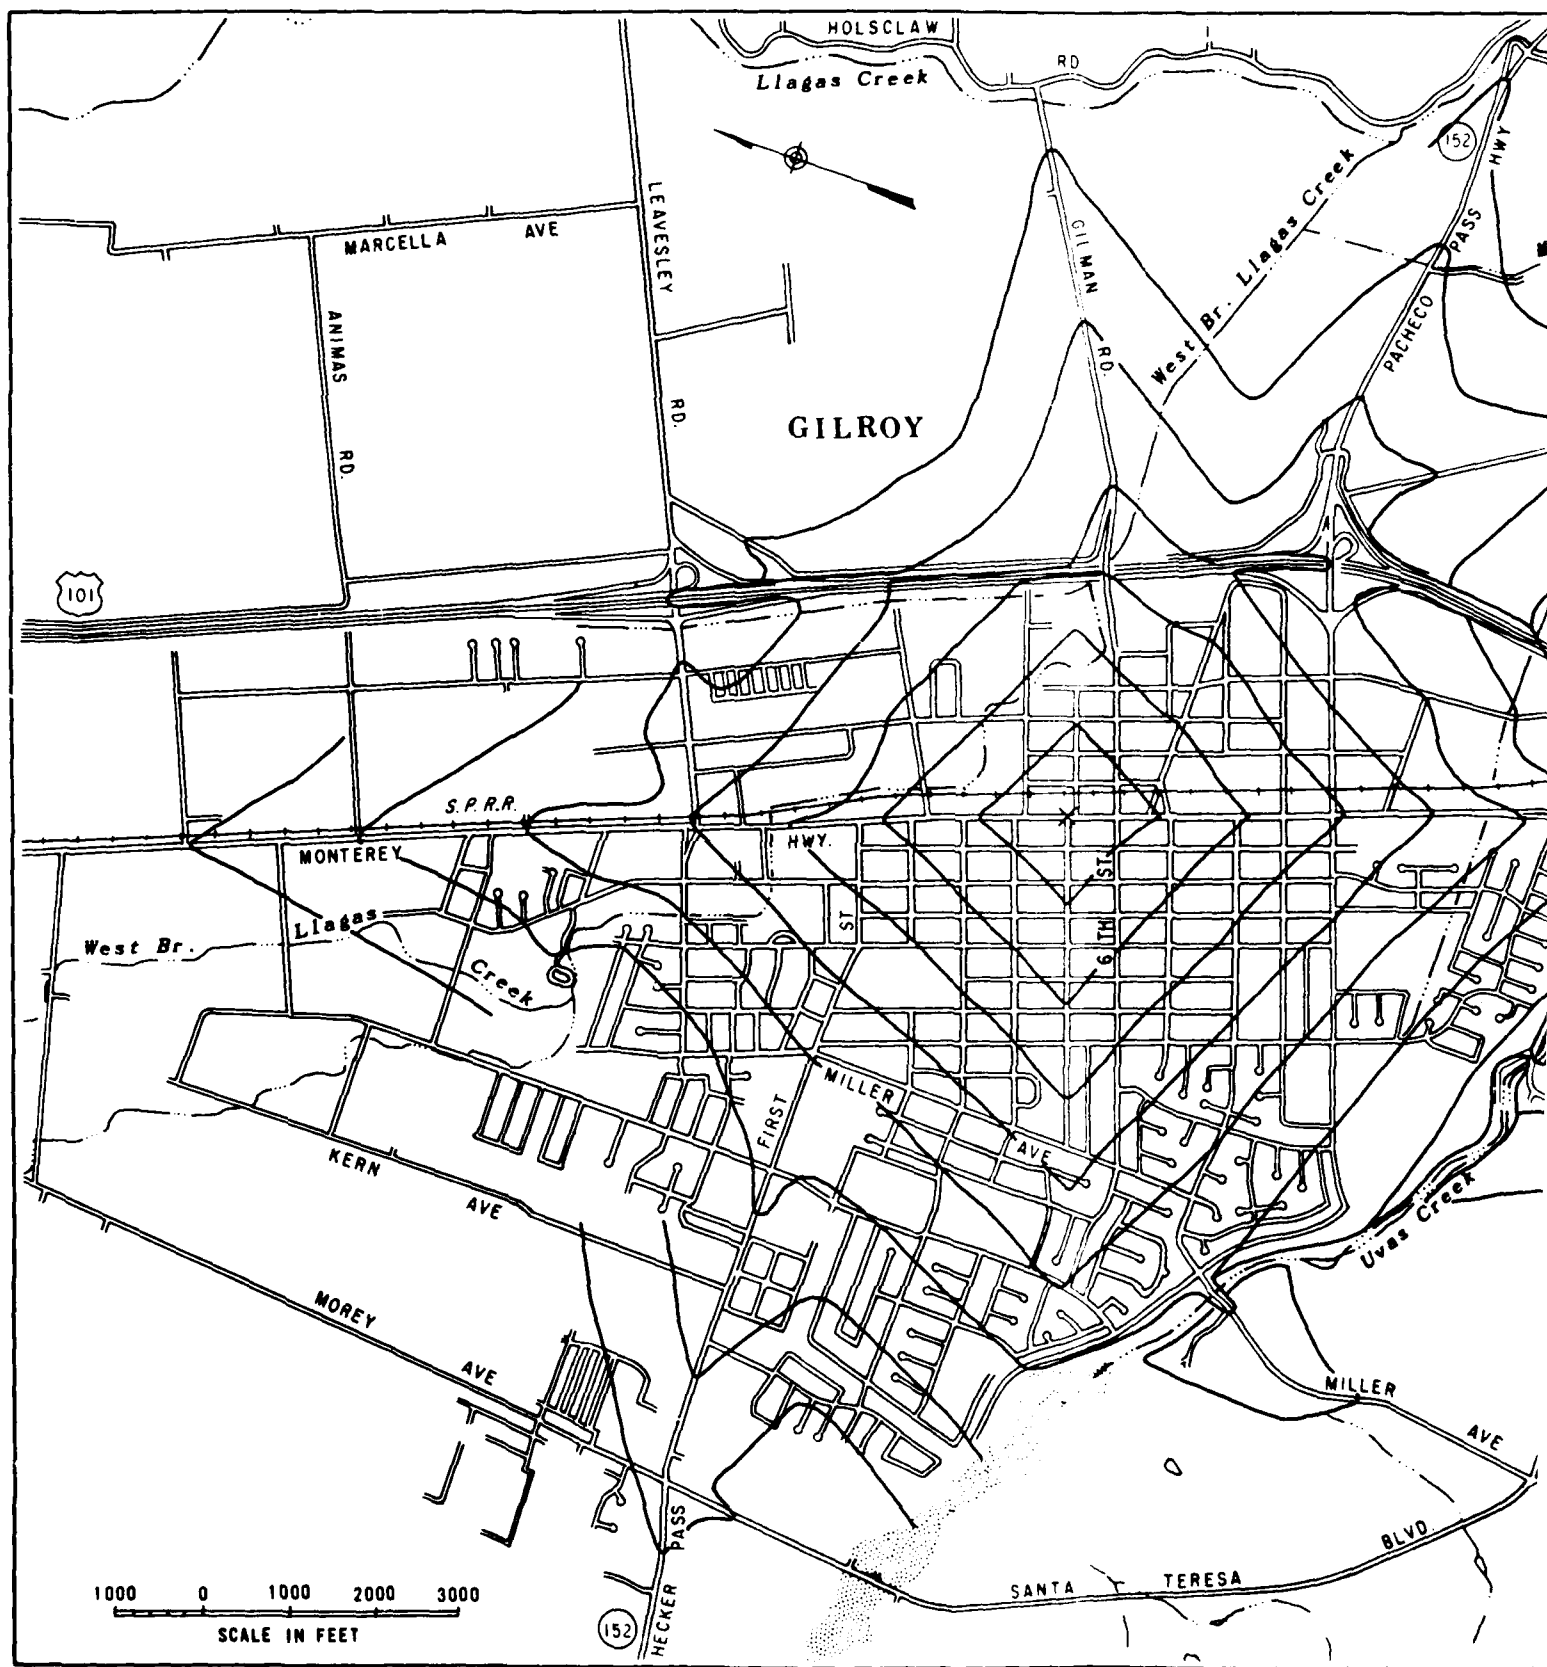 HOLSCLAW
RD
Llagas Creek
152
HWY
PASS
PACHECO
West Br. Llagas Creek
GILMAN
RD.
LEAVESLEY
RD.
MARCELLA AVE
ANIMAS
RD.
GILROY
101
S.P.R.R.
MONTEREY
HWY.
ST
6 TH
ST
West Br.
Llagas
Creek
MILLER
AVE
FIRST
KERN
AVE
Uvas Creek
MOREY
AVE
MILLER
AVE
PASS
HECKER
152
SANTA TERESA
BLVD.
1000 0 1000 2000 3000
SCALE IN FEET